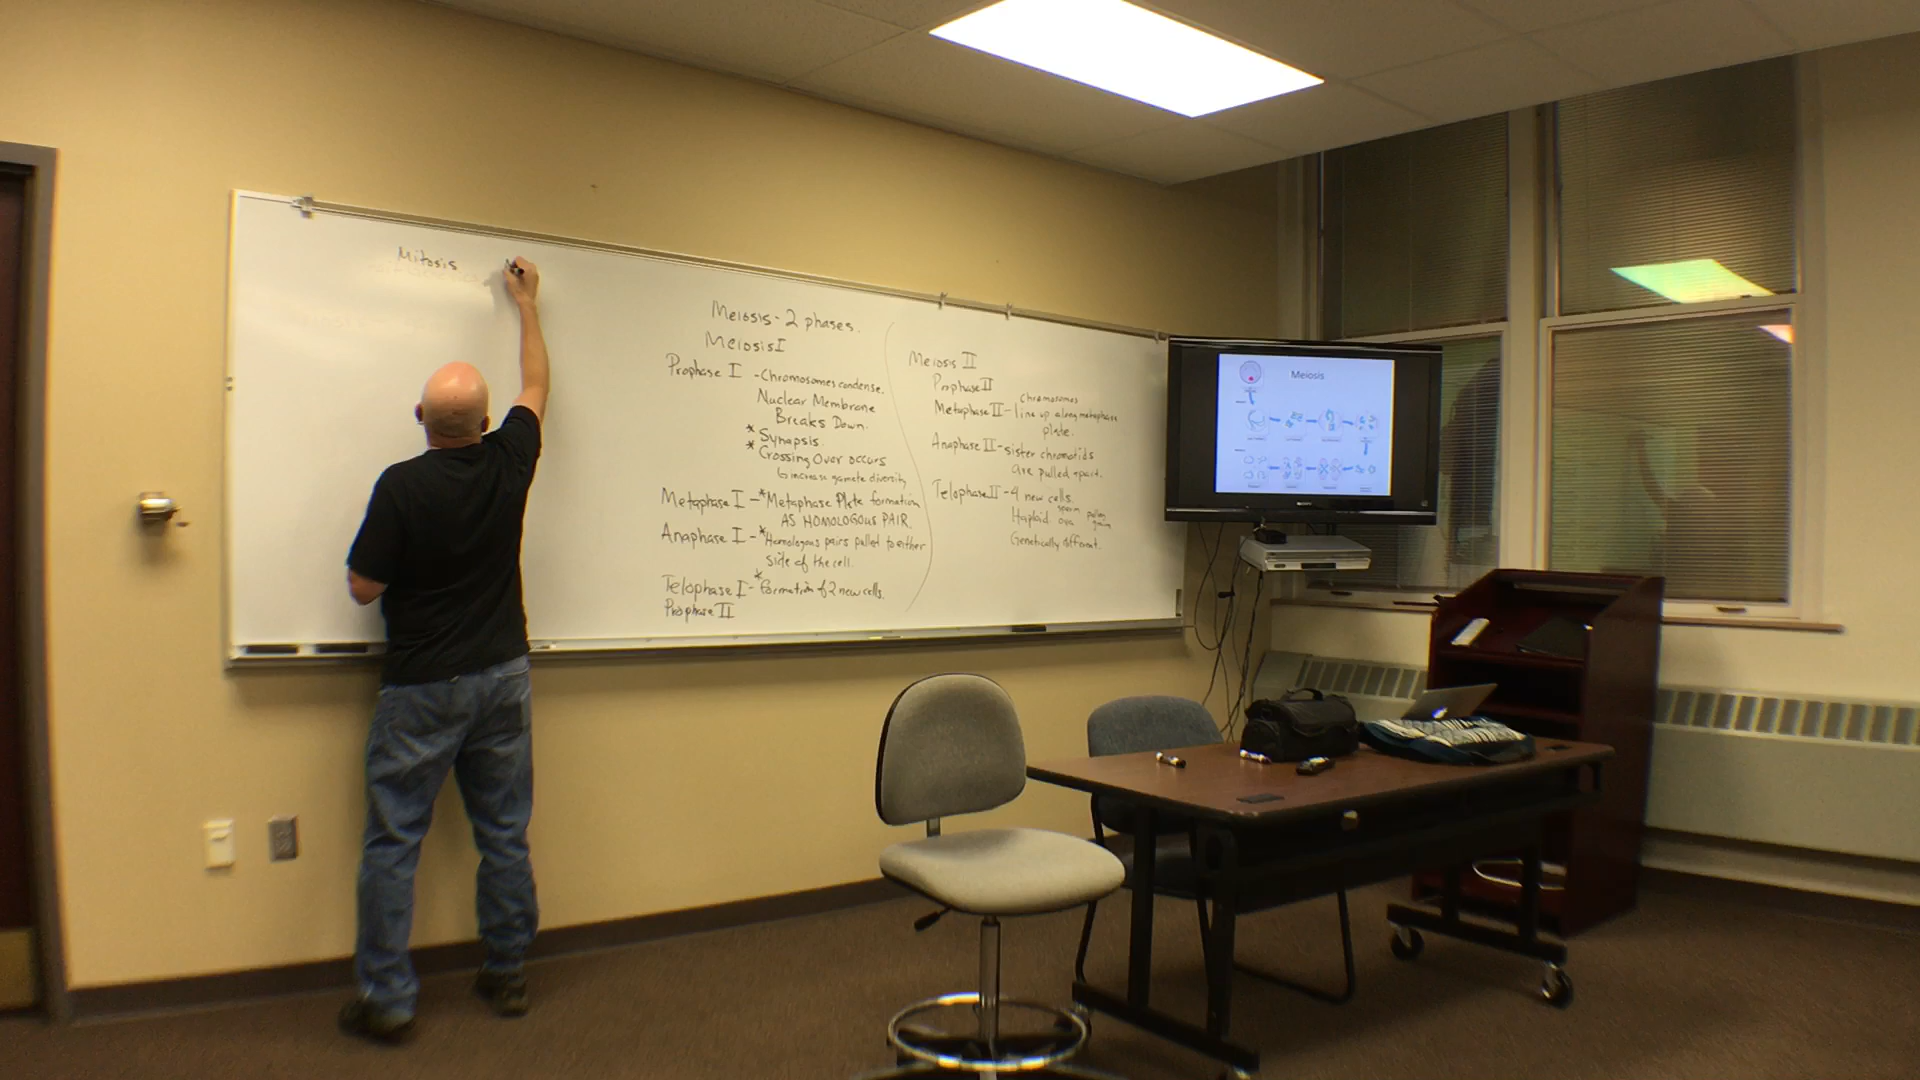 Mitosis
Meiosis - 2 phases.
Meiosis I
Prophase I - Chromosomes condense.
Nuclear Membrane
Breaks Down.
* Synapsis.
* Crossing Over occurs
to increase gamete diversity
Metaphase I - * Metaphase Plate formation
AS HOMOLOGOUS PAIR.
Anaphase I - * Homologous pairs pulled to either
side of the cell.
Telophase I - * formation of 2 new cells.
Prophase II
Meiosis II
Prophase II
chromosomes
Metaphase II - line up along metaphase
plate.
Anaphase II - sister chromatids
are pulled apart.
Telophase II - 4 new cells.
sperm pollen
Haploid ova grain
Genetically different.
Meiosis
SONY